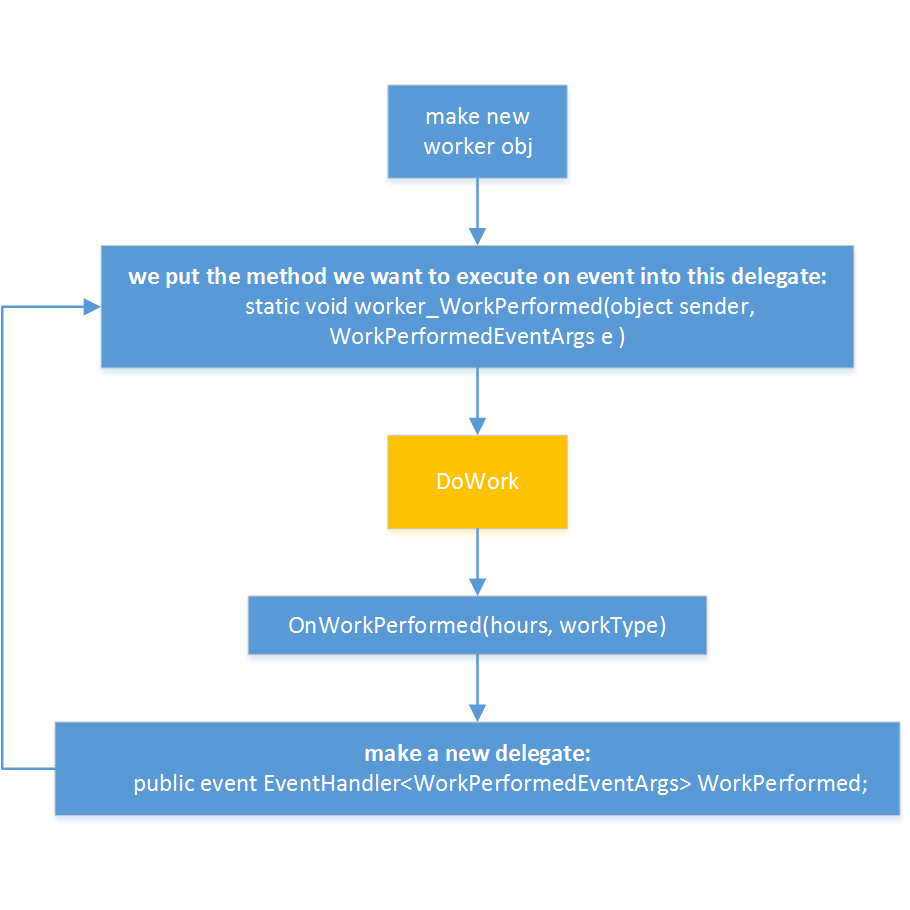 make new
worker obj
we put the method we want to execute on event into this delegate:
static void worker_WorkPerformed(object sender,
WorkPerformedEventArgs e )
DoWork
OnWorkPerformed(hours, workType)
make a new delegate:
public event EventHandler<WorkPerformedEventArgs> WorkPerformed;